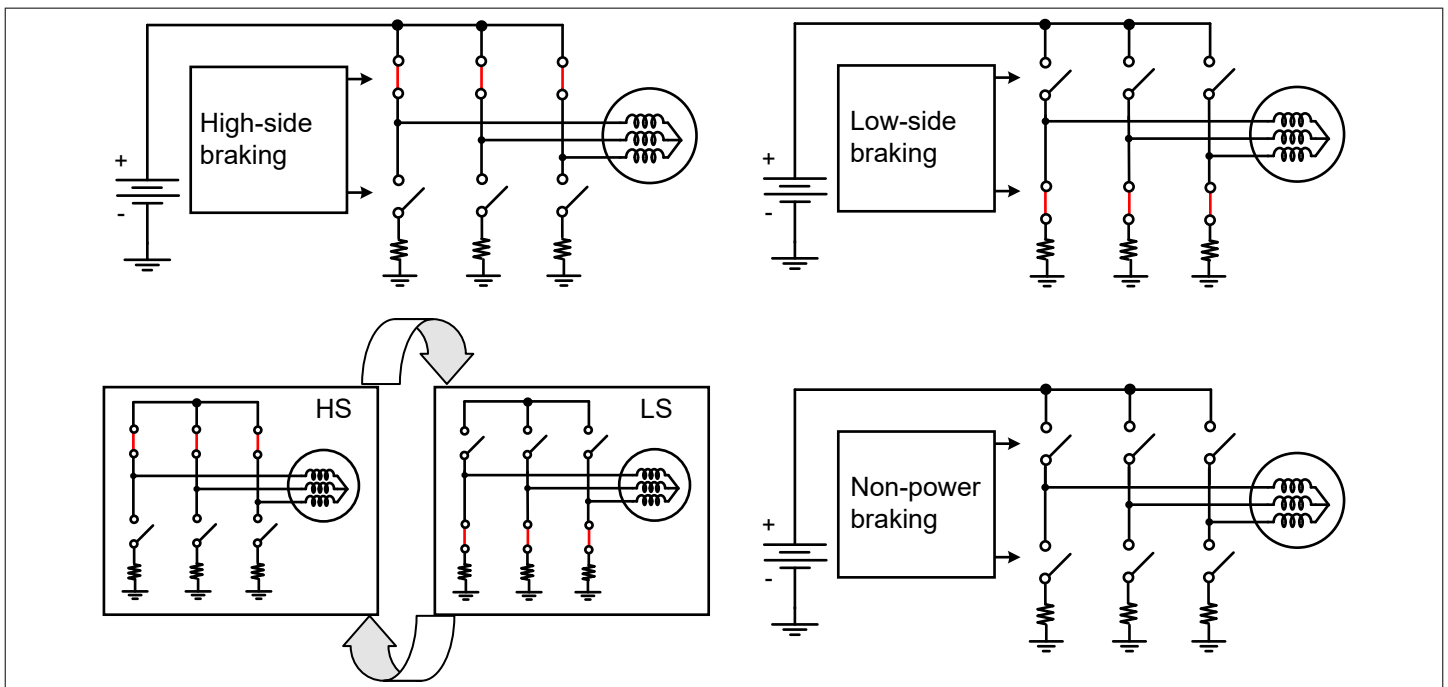 High-side
braking
+
-
Low-side
braking
+
-
HS
LS
Non-power
braking
+
-